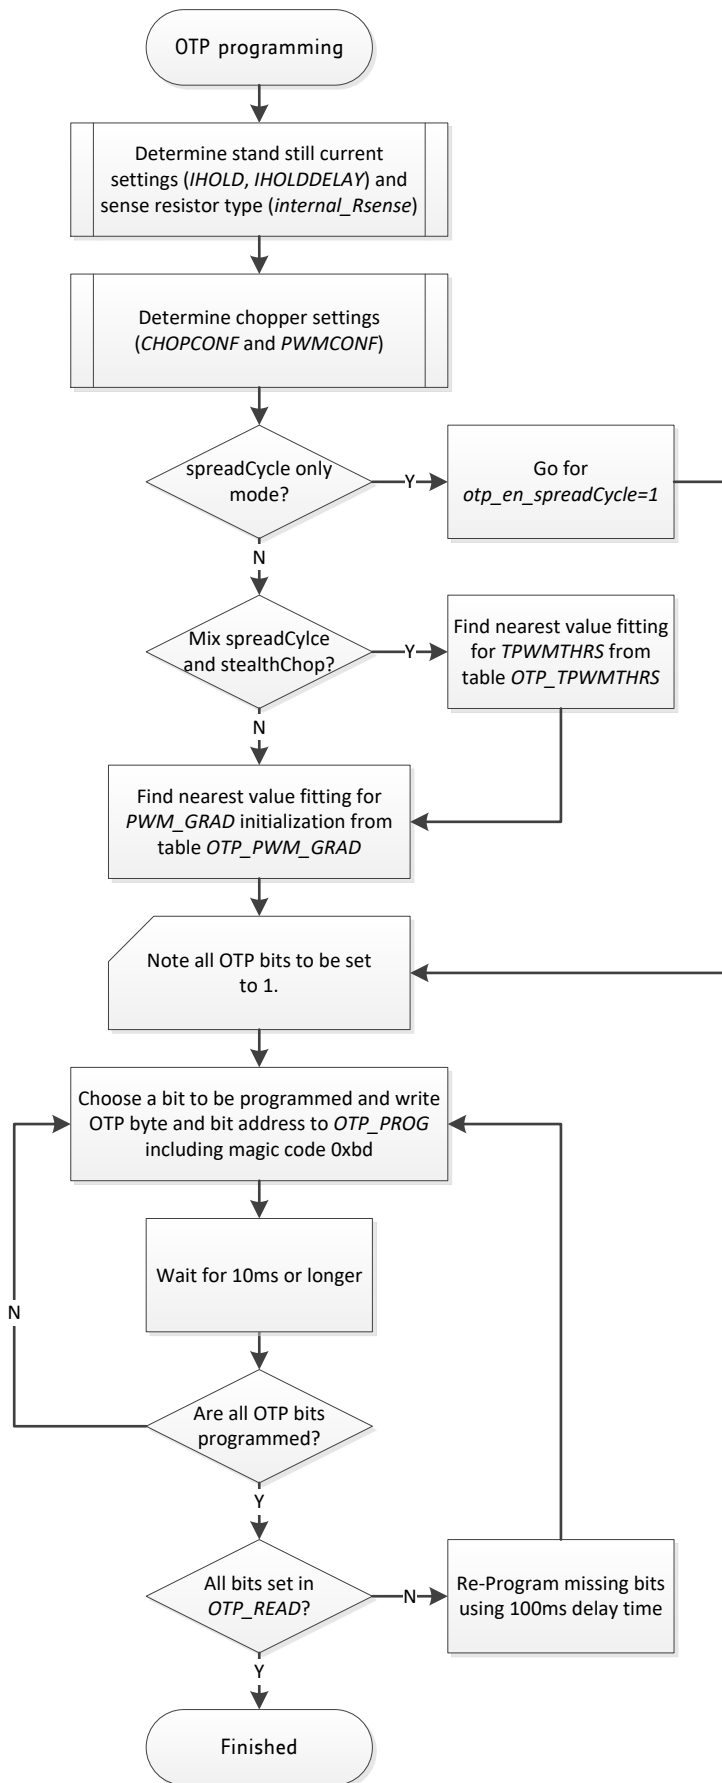 OTP programming
Determine stand still current
settings (IHOLD, IHOLDDELAY) and
sense resistor type (internal_Rsense)
Determine chopper settings
(CHOPCONF and PWMCONF)
spreadCycle only
mode?
Y
Go for
otp_en_spreadCycle=1
N
Mix spreadCylce
and stealthChop?
Y
Find nearest value fitting
for TPWMTHRS from
table OTP_TPWMTHRS
N
Find nearest value fitting for
PWM_GRAD initialization from
table OTP_PWM_GRAD
Note all OTP bits to be set
to 1.
Choose a bit to be programmed and write
OTP byte and bit address to OTP_PROG
including magic code 0xbd
Wait for 10ms or longer
N
Are all OTP bits
programmed?
Y
All bits set in
OTP_READ?
N
Re-Program missing bits
using 100ms delay time
Y
Finished